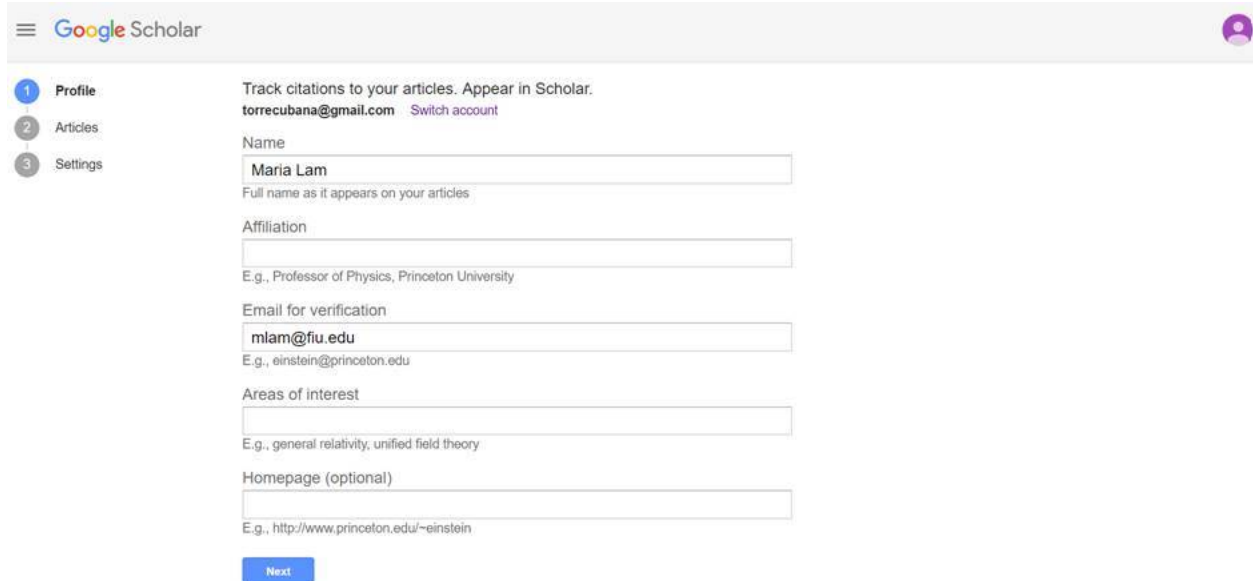 Google Scholar
1 Profile
2 Articles
3 Settings
Track citations to your articles. Appear in Scholar.
torrecubana@gmail.com Switch account
Name
Maria Lam
Full name as it appears on your articles
Affiliation
E.g., Professor of Physics, Princeton University
Email for verification
mlam@fiu.edu
E.g., einstein@princeton.edu
Areas of interest
E.g., general relativity, unified field theory
Homepage (optional)
E.g., http://www.princeton.edu/~einstein
Next